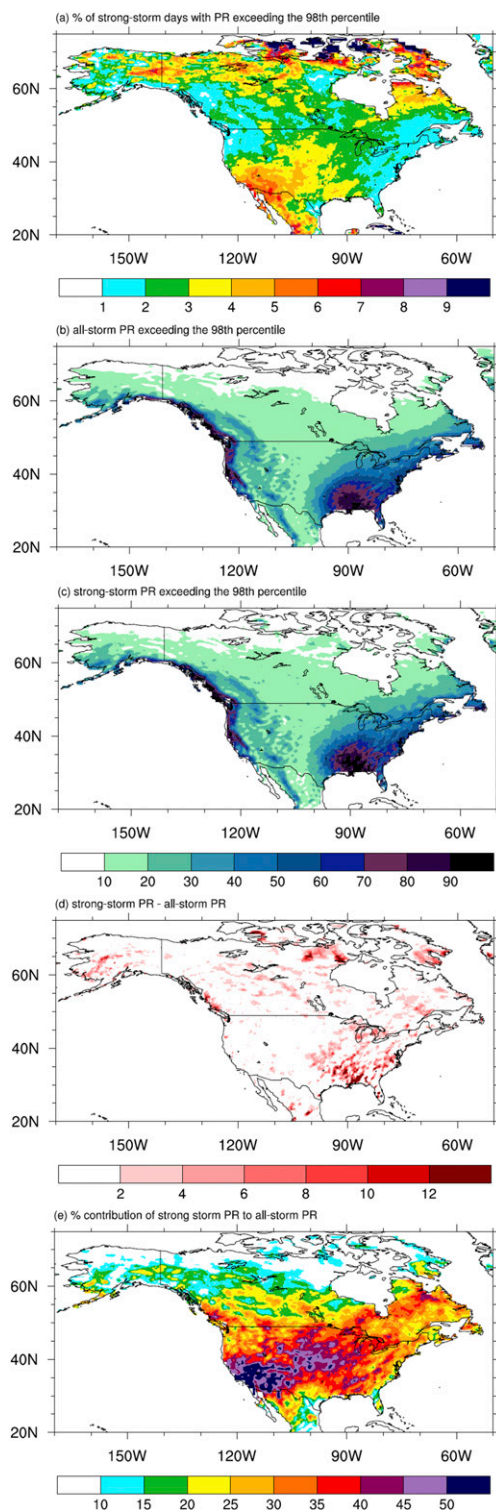 (a) % of strong-storm days with PR exceeding the 98th percentile
60N
40N
20N
150W 120W 90W 60W
1 2 3 4 5 6 7 8 9
(b) all-storm PR exceeding the 98th percentile
60N
40N
20N
150W 120W 90W 60W
(c) strong-storm PR exceeding the 98th percentile
60N
40N
20N
150W 120W 90W 60W
10 20 30 40 50 60 70 80 90
(d) strong-storm PR - all-storm PR
60N
40N
20N
150W 120W 90W 60W
2 4 6 8 10 12
(e) % contribution of strong storm PR to all-storm PR
60N
40N
20N
150W 120W 90W 60W
10 15 20 25 30 35 40 45 50